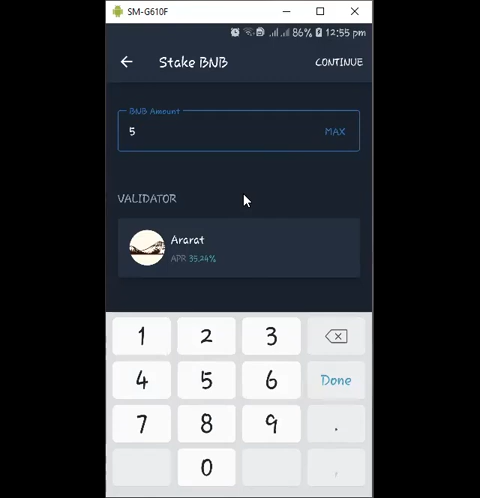 SM-G610F
86% 12:55 pm
Stake BNB
CONTINUE
BNB Amount
5
MAX
VALIDATOR
Ararat
APR 35.24%
1 2 3
4 5 6 Done
7 8 9 .
0 ,